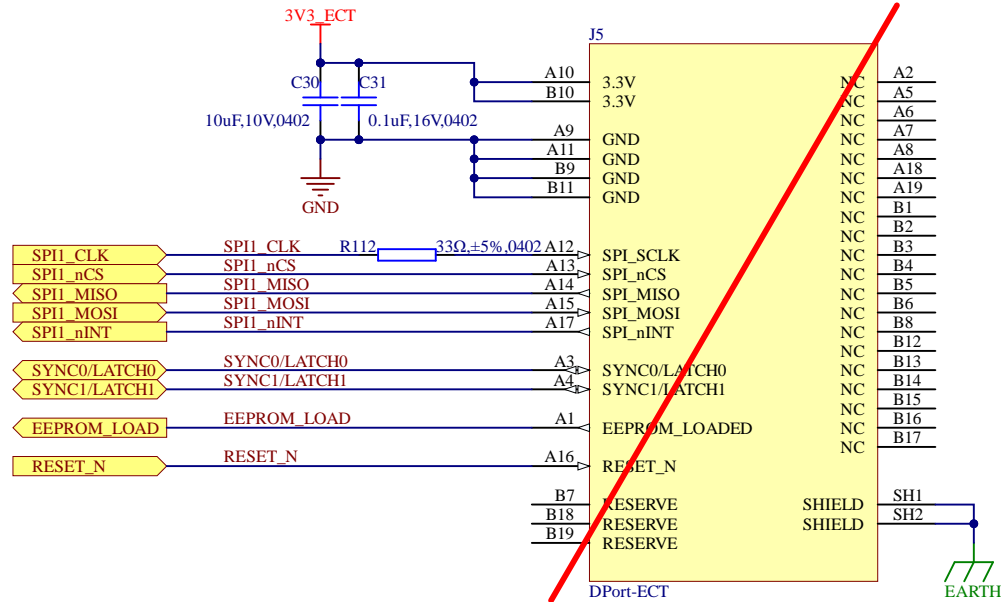 3V3_ECT
J5
C30 C31
10uF,10V,0402 0.1uF,16V,0402
GND
A10 3.3V
B10 3.3V
A9 GND
A11 GND
B9 GND
B11 GND
SPI1_CLK SPI1_CLK R112 33Ω,±5%,0402 A12 SPI_SCLK
SPI1_nCS SPI1_nCS A13 SPI_nCS
SPI1_MISO SPI1_MISO A14 SPI_MISO
SPI1_MOSI SPI1_MOSI A15 SPI_MOSI
SPI1_nINT SPI1_nINT A17 SPI_nINT
SYNC0/LATCH0 SYNC0/LATCH0 A3 SYNC0/LATCH0
SYNC1/LATCH1 SYNC1/LATCH1 A4 SYNC1/LATCH1
EEPROM_LOAD EEPROM_LOAD A1 EEPROM_LOADED
RESET_N RESET_N A16 RESET_N
B7 RESERVE
B18 RESERVE
B19 RESERVE
NC A2
NC A5
NC A6
NC A7
NC A8
NC A18
NC A19
NC B1
NC B2
NC B3
NC B4
NC B5
NC B6
NC B8
NC B12
NC B13
NC B14
NC B15
NC B16
NC B17
SHIELD SH1
SHIELD SH2
EARTH
DPort-ECT